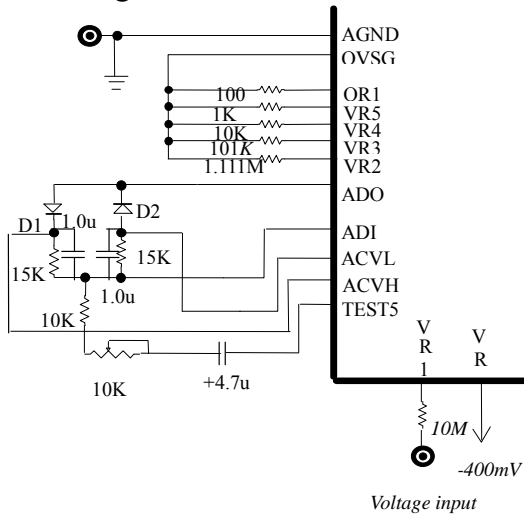 AGND
OVSG
100 OR1
1K VR5
10K VR4
101K VR3
1.111M VR2
ADO
D1 1.0u D2
ADI
15K 15K ACVL
1.0u ACVH
10K TEST5
10K +4.7u
V R 1
V R
10M
-400mV
Voltage input